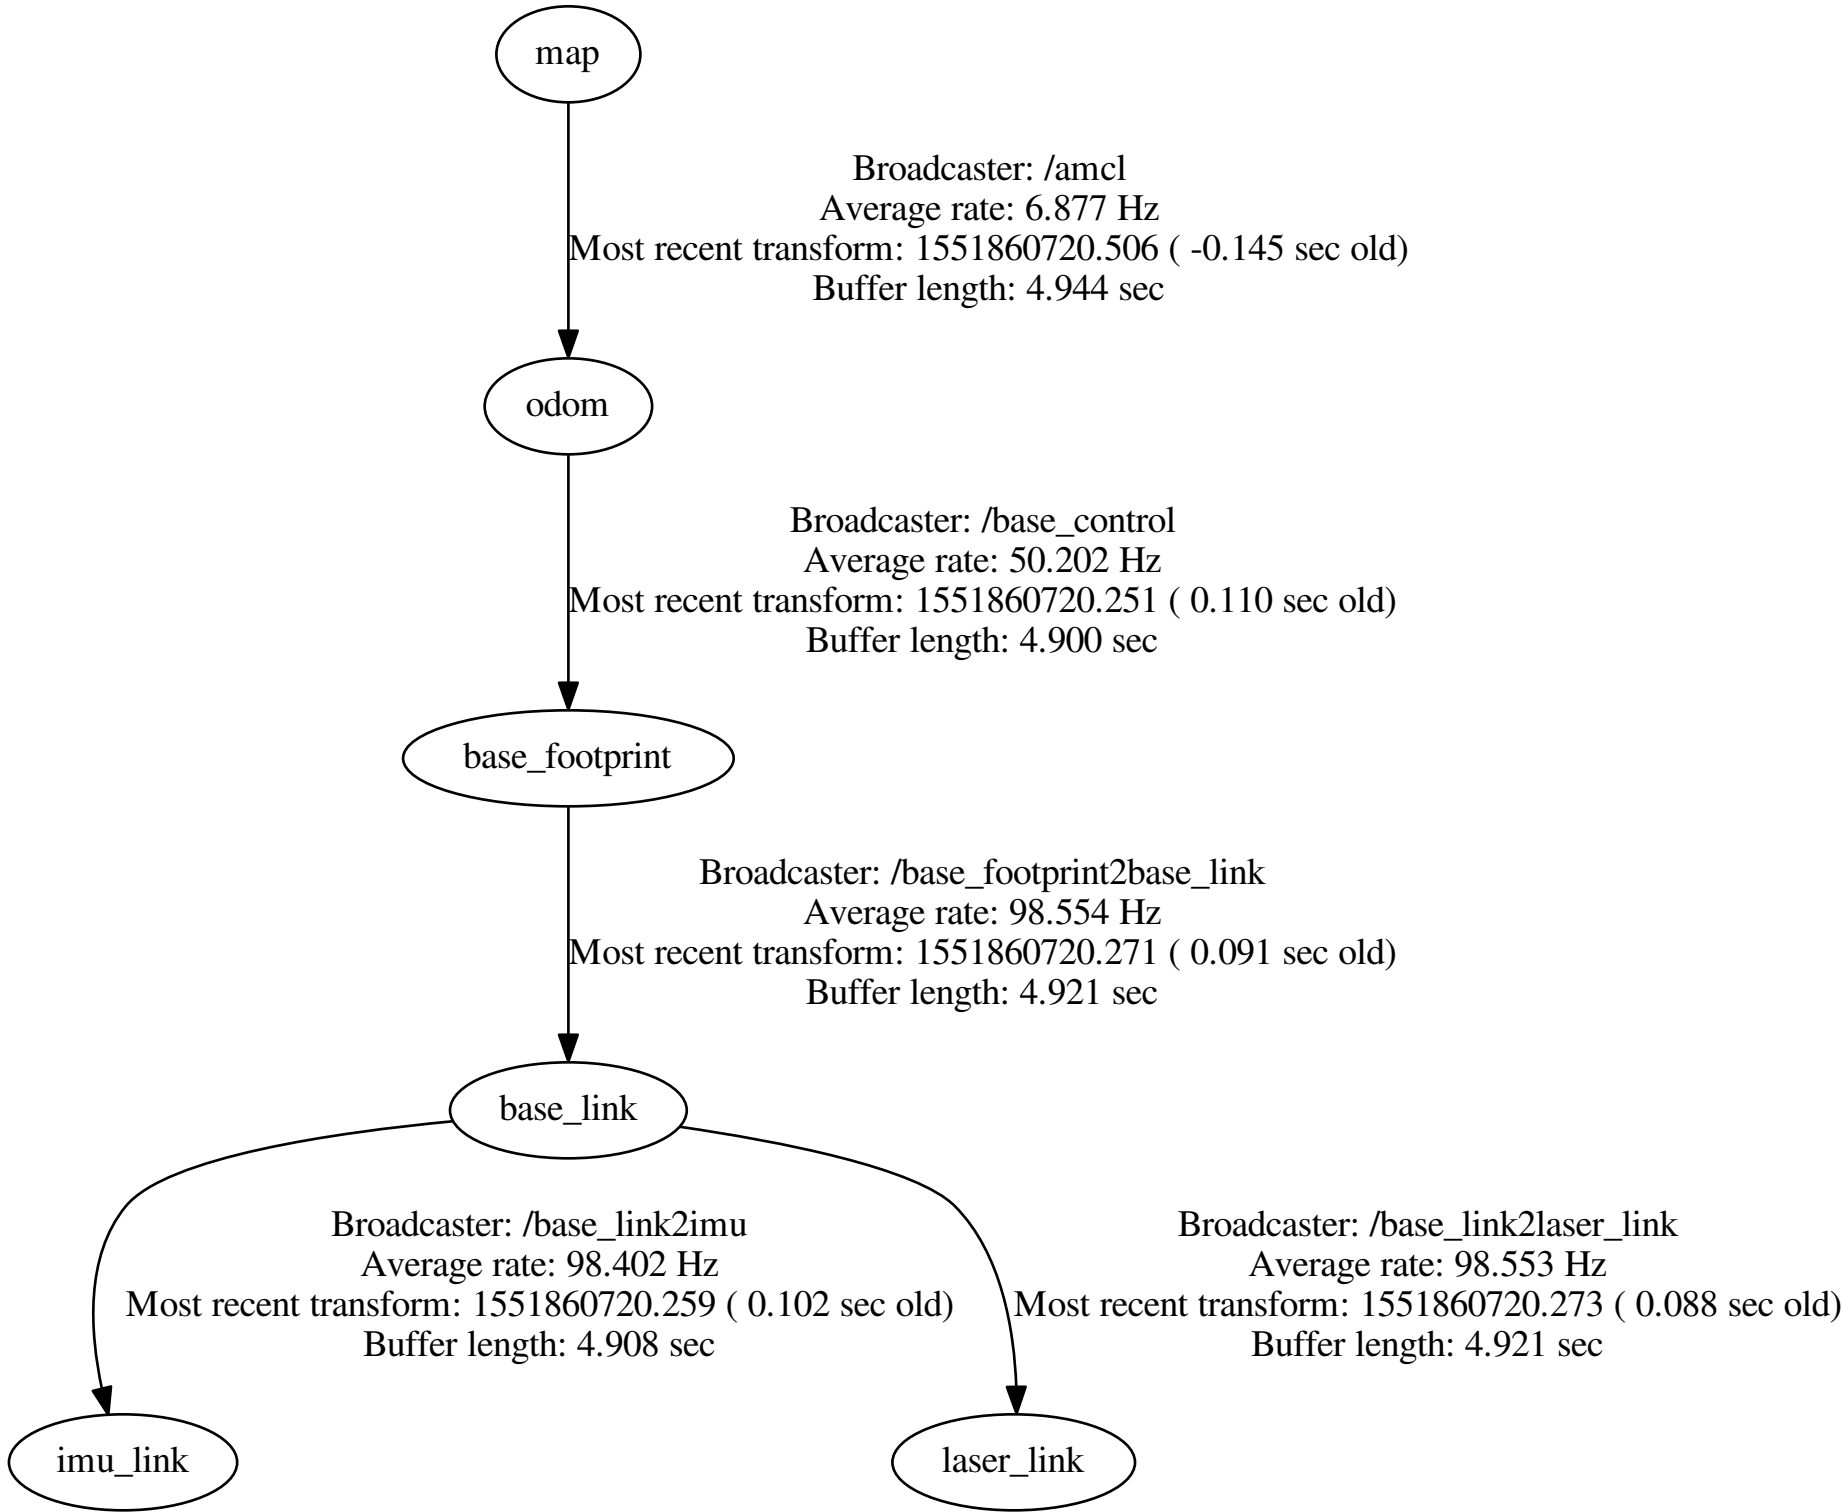 map
Broadcaster: /amcl
Average rate: 6.877 Hz
Most recent transform: 1551860720.506 ( -0.145 sec old)
Buffer length: 4.944 sec
odom
Broadcaster: /base_control
Average rate: 50.202 Hz
Most recent transform: 1551860720.251 ( 0.110 sec old)
Buffer length: 4.900 sec
base_footprint
Broadcaster: /base_footprint2base_link
Average rate: 98.554 Hz
Most recent transform: 1551860720.271 ( 0.091 sec old)
Buffer length: 4.921 sec
base_link
Broadcaster: /base_link2imu
Average rate: 98.402 Hz
Most recent transform: 1551860720.259 ( 0.102 sec old)
Buffer length: 4.908 sec
Broadcaster: /base_link2laser_link
Average rate: 98.553 Hz
Most recent transform: 1551860720.273 ( 0.088 sec old)
Buffer length: 4.921 sec
imu_link
laser_link